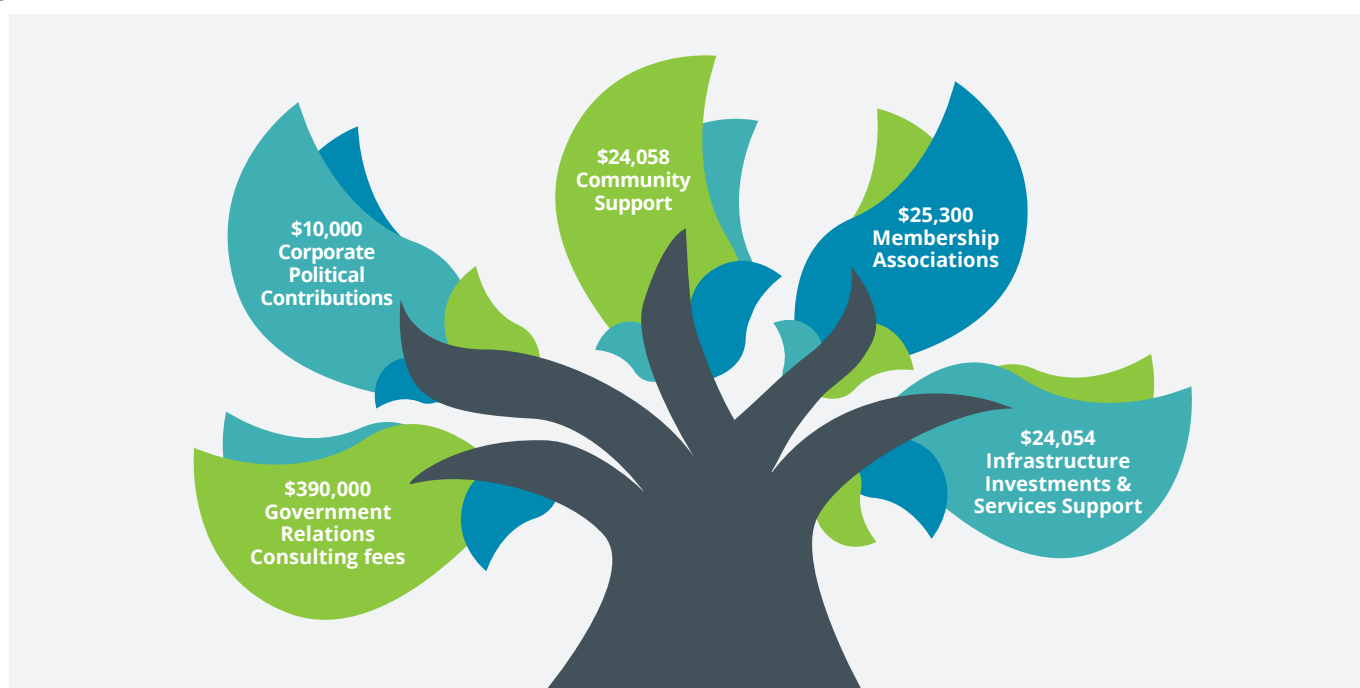 $24,058
Community
Support
$10,000
Corporate
Political
Contributions
$25,300
Membership
Associations
$390,000
Government
Relations
Consulting fees
$24,054
Infrastructure
Investments &
Services Support